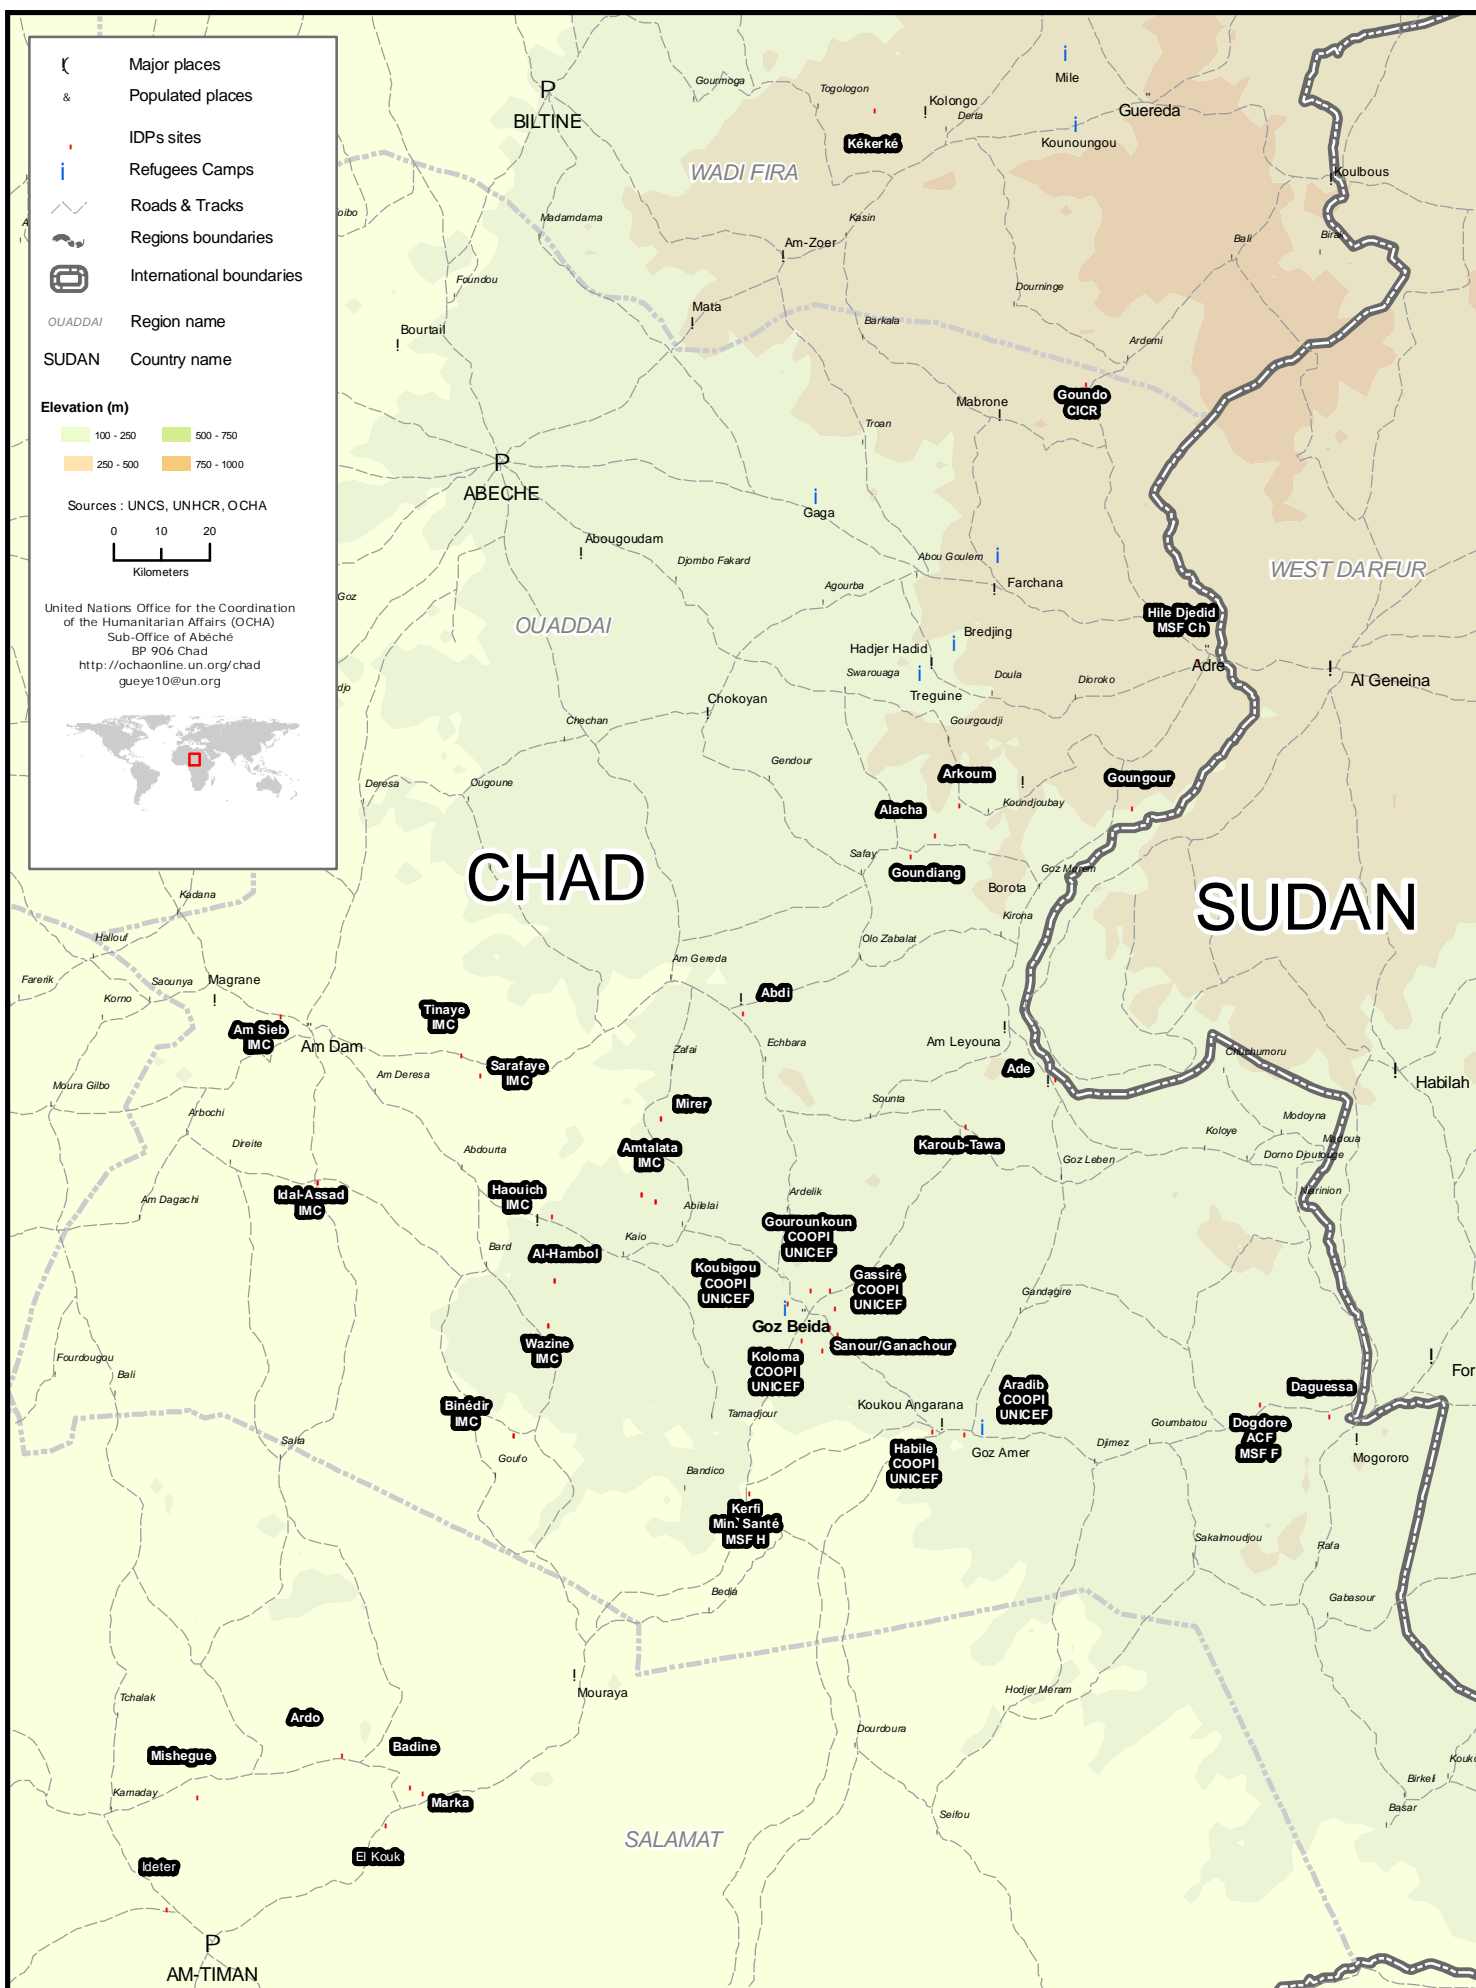 Major places
Populated places
IDPs sites
Refugees Camps
Roads & Tracks
Regions boundaries
International boundaries
OUADDAI
Region name
SUDAN
Country name
Elevation (m)
100 - 250
500 - 750
250 - 500
750 - 1000
Sources : UNCS, UNHCR, OCHA
0 10 20
Kilometers
United Nations Office for the Coordination
of the Humanitarian Affairs (OCHA)
Sub-Office of Abéché
BP 906 Chad
http://ochaonline.un.org/chad
gueye10@un.org
Mile
Gourmoga
Togologon
Kolongo
Derta
Guereda
BILTINE
Kékerké
Kounoungou
WADI FIRA
Koulbous
oibo
Madamdama
Kasin
Am-Zoer
Bali
Birak
Foundou
Dourninge
Mata
Bourtail
Barkala
Ardemi
Mabrone
Goundo
CICR
Troan
ABECHE
Gaga
Abougoudam
Djombo Fakard
Abou Goulem
Agourba
Farchana
WEST DARFUR
Goz
OUADDAI
Hile Djedid
MSF Ch
Bredjing
Hadjer Hadid
Adre
Swarouaga
Doula
Dioroko
Al Geneina
djo
Treguine
Chokoyan
Chechan
Gourgoudji
Gendour
Arkoum
Goungour
Deresa
Ougoune
Koundjoubay
Alacha
Safay
Goundiang
Goz Merem
CHAD
Borota
SUDAN
Kadana
Kirona
Hallouf
Olo Zabalat
Am Gereda
Farerik
Saounya
Magrane
Korno
Abdi
Tinaye
IMC
Am Sieb
IMC
Am Dam
Echbara
Am Leyouna
Zafai
Chuchumoru
Sarafaye
IMC
Ade
Am Deresa
Habilah
Moura Gilbo
Arbochi
Mirer
Sounta
Modoyna
Direite
Karoub-Tawa
Koloye
Madoua
Amtalata
IMC
Dorno Djoutouge
Abdourta
Goz Leben
Idal-Assad
IMC
Haouich
IMC
Am Dagachi
Ardelik
Narinion
Abilelai
Gourounkoun
COOPI
UNICEF
Kaio
Bard
Al-Hambol
Koubigou
COOPI
UNICEF
Gassiré
COOPI
UNICEF
Gandagire
Goz Beida
Wazine
IMC
Sanour/Ganachour
Koloma
COOPI
UNICEF
Fourdougou
Bali
For
Aradib
COOPI
UNICEF
Daguessa
Binédir
IMC
Koukou Angarana
Tamadjour
Goumbatou
Dogdore
ACF
MSF F
Salta
Djimez
Goz Amer
Mogororo
Habile
COOPI
UNICEF
Goufo
Bandico
Kerfi
Min. Santé
MSF H
Sakalmoudjou
Rafa
Bedja
Gabasour
Mouraya
Hodjer Meram
Tchalak
Ardo
Dourdoura
Mishegue
Badine
Kouk
Birkeli
Kamaday
Marka
Basar
Seifou
SALAMAT
El Kouk
Ideter
AM-TIMAN